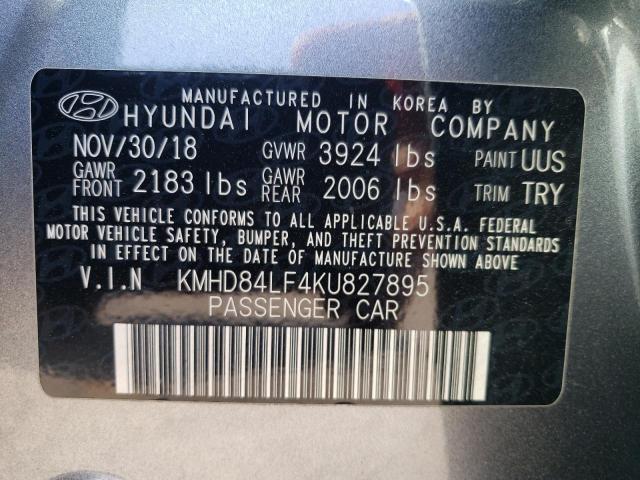 MANUFACTURED IN KOREA BY
HYUNDAI MOTOR COMPANY
NOV/30/18 GVWR 3924 lbs PAINT UUS
GAWR FRONT 2183 lbs GAWR REAR 2006 lbs TRIM TRY
THIS VEHICLE CONFORMS TO ALL APPLICABLE U.S.A. FEDERAL
MOTOR VEHICLE SAFETY, BUMPER, AND THEFT PREVENTION STANDARDS
IN EFFECT ON THE DATE OF MANUFACTURE SHOWN ABOVE.
V.I.N KMHD84LF4KU827895
PASSENGER CAR